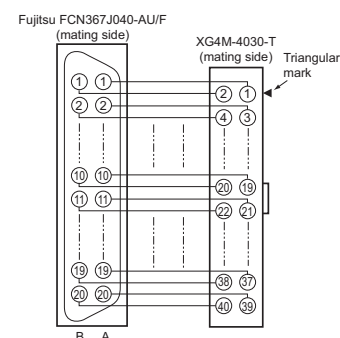 Fujitsu FCN367J040-AU/F
(mating side)
XG4M-4030-T
(mating side)
Triangular
mark
1 1
2 1
2 2
4 3
10 10
20 19
11 11
22 21
19 19
38 37
20 20
40 39
B A